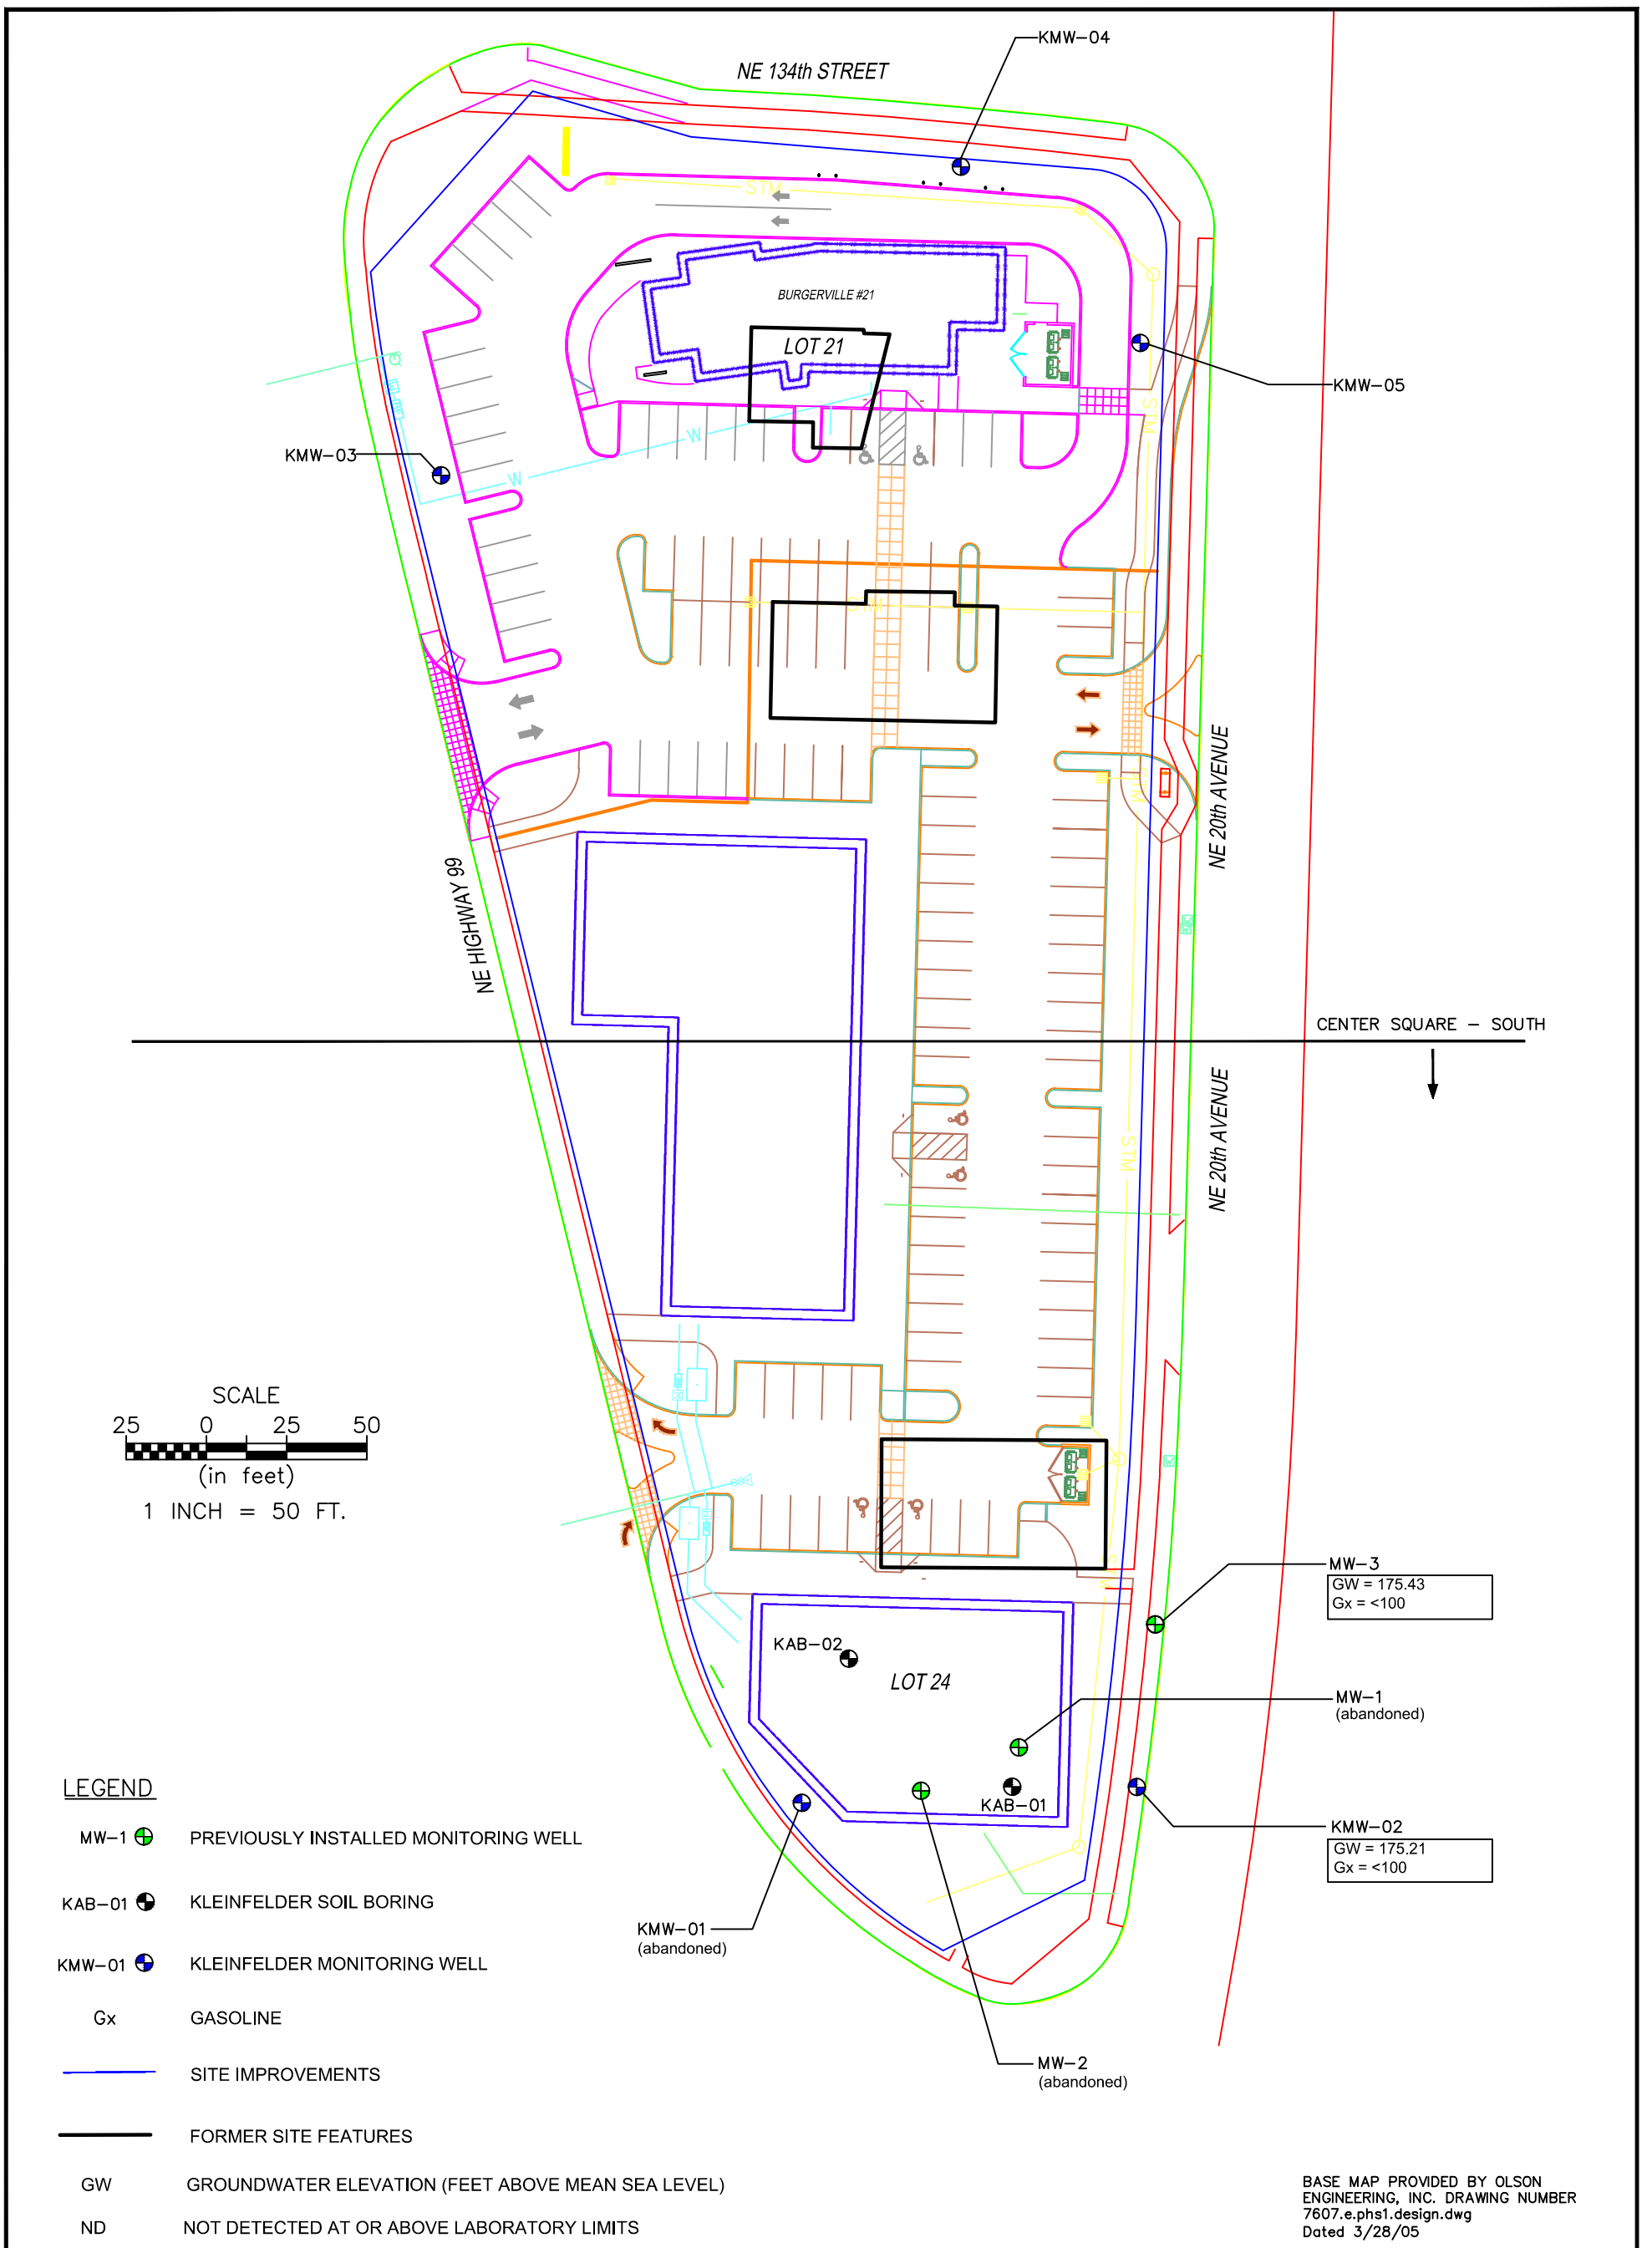 KMW-04
NE 134th STREET
STM
BURGERVILLE #21
LOT 21
KMW-05
STM
KMW-03
W
W
STM
NE 20th AVENUE
STM
NE HIGHWAY 99
CENTER SQUARE - SOUTH
NE 20th AVENUE
STM
SCALE
25 0 25 50
(in feet)
1 INCH = 50 FT.
MW-3
GW = 175.43
Gx = <100
KAB-02
LOT 24
MW-1
(abandoned)
KAB-01
KMW-02
GW = 175.21
Gx = <100
KMW-01
(abandoned)
MW-2
(abandoned)
LEGEND
MW-1 PREVIOUSLY INSTALLED MONITORING WELL
KAB-01 KLEINFELDER SOIL BORING
KMW-01 KLEINFELDER MONITORING WELL
Gx GASOLINE
SITE IMPROVEMENTS
FORMER SITE FEATURES
GW GROUNDWATER ELEVATION (FEET ABOVE MEAN SEA LEVEL)
ND NOT DETECTED AT OR ABOVE LABORATORY LIMITS
BASE MAP PROVIDED BY OLSON
ENGINEERING, INC. DRAWING NUMBER
7607.e.phs1.design.dwg
Dated 3/28/05